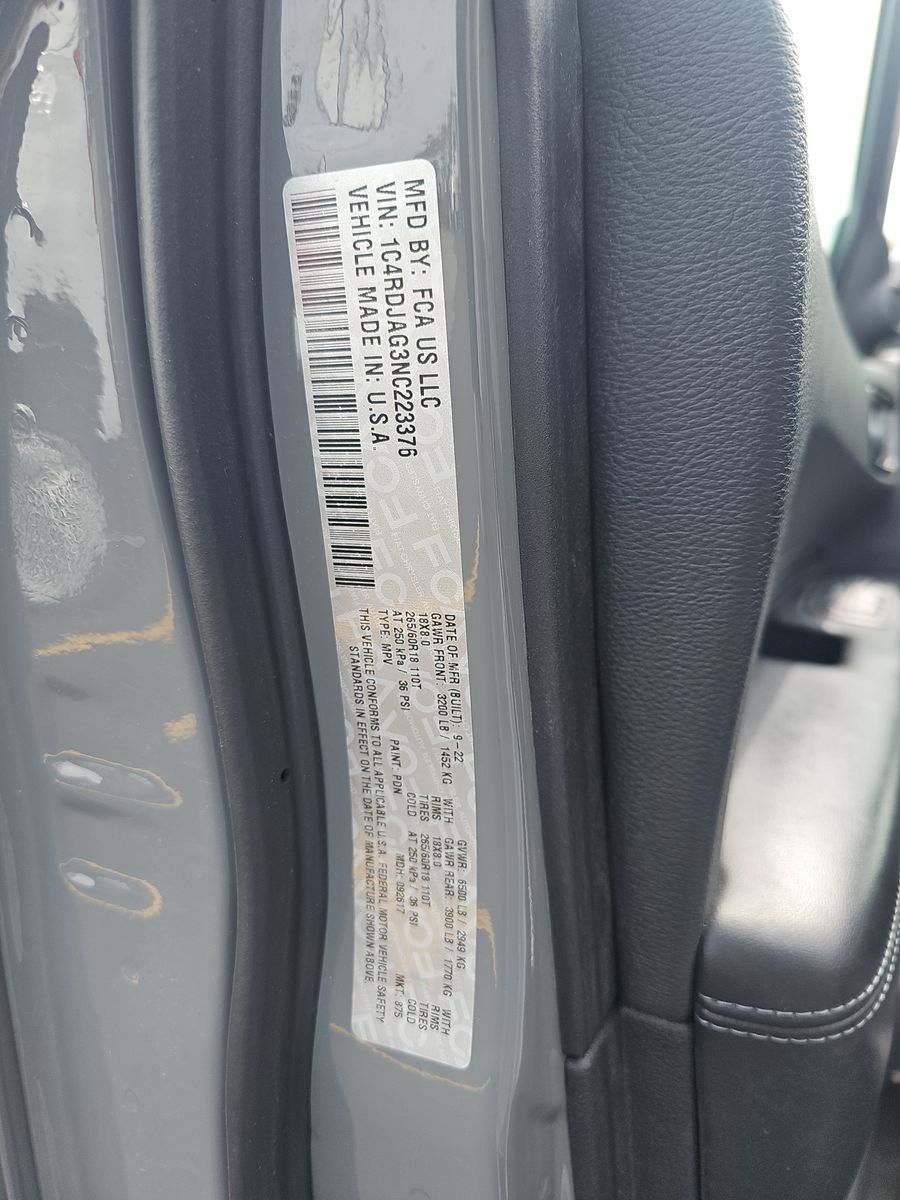 MFD BY: FCA US LLC
VIN: 1C4RDJAG3NC223376
VEHICLE MADE IN: U.S.A.
DATE OF MFR (BUILT): 9-22 GVWR: 6500 LB / 2949 KG
GAWR FRONT: 3200 LB / 1452 KG WITH GAWR REAR: 3900 LB / 1770 KG WITH
18X8.0 RIMS 18X8.0 RIMS
265/60R18 110T TIRES 265/60R18 110T TIRES
AT 250 kPa / 36 PSI COLD AT 250 kPa / 36 PSI COLD
TYPE: MPV PAINT: PDN MDH: 092617 MKT: 875
THIS VEHICLE CONFORMS TO ALL APPLICABLE U.S.A. FEDERAL MOTOR VEHICLE SAFETY
STANDARDS IN EFFECT ON THE DATE OF MANUFACTURE SHOWN ABOVE.